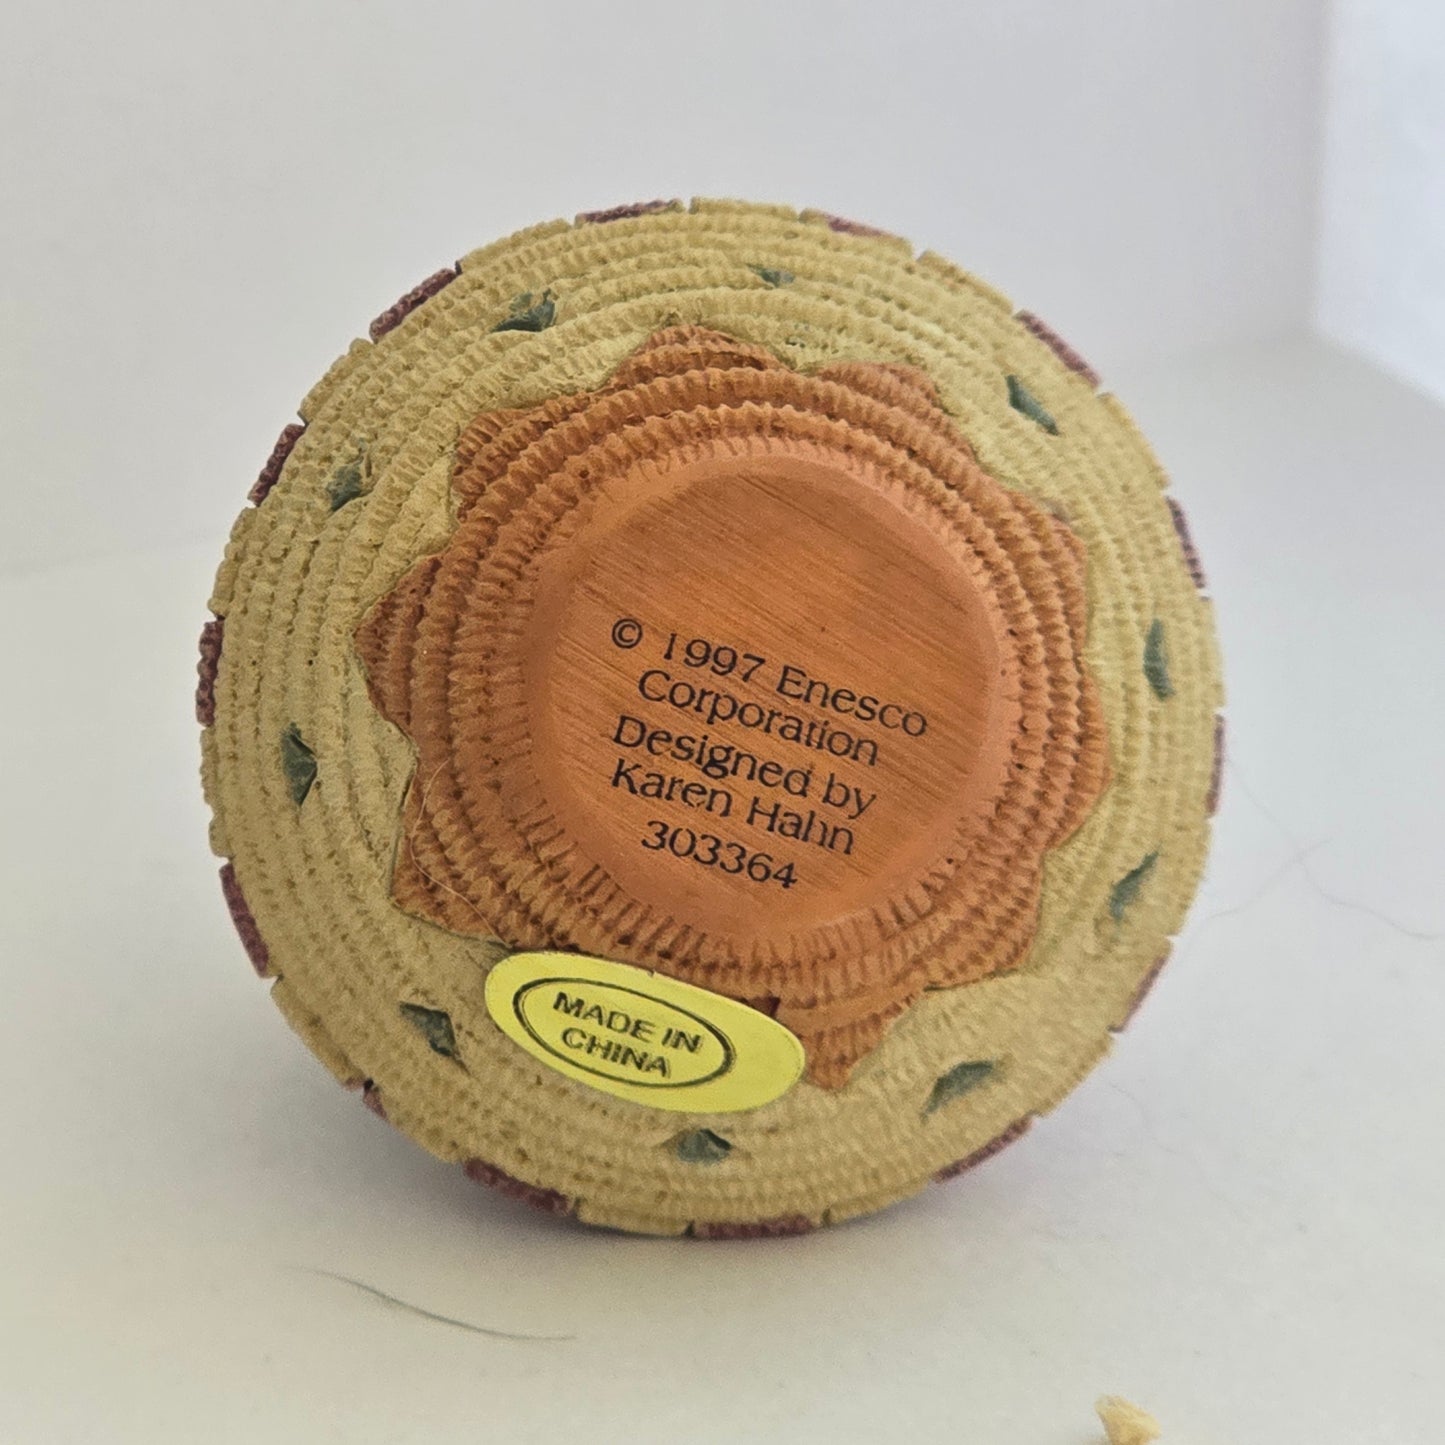 © 1997 Enesco
Corporation
Designed by
Karen Hahn
303364
MADE IN
CHINA